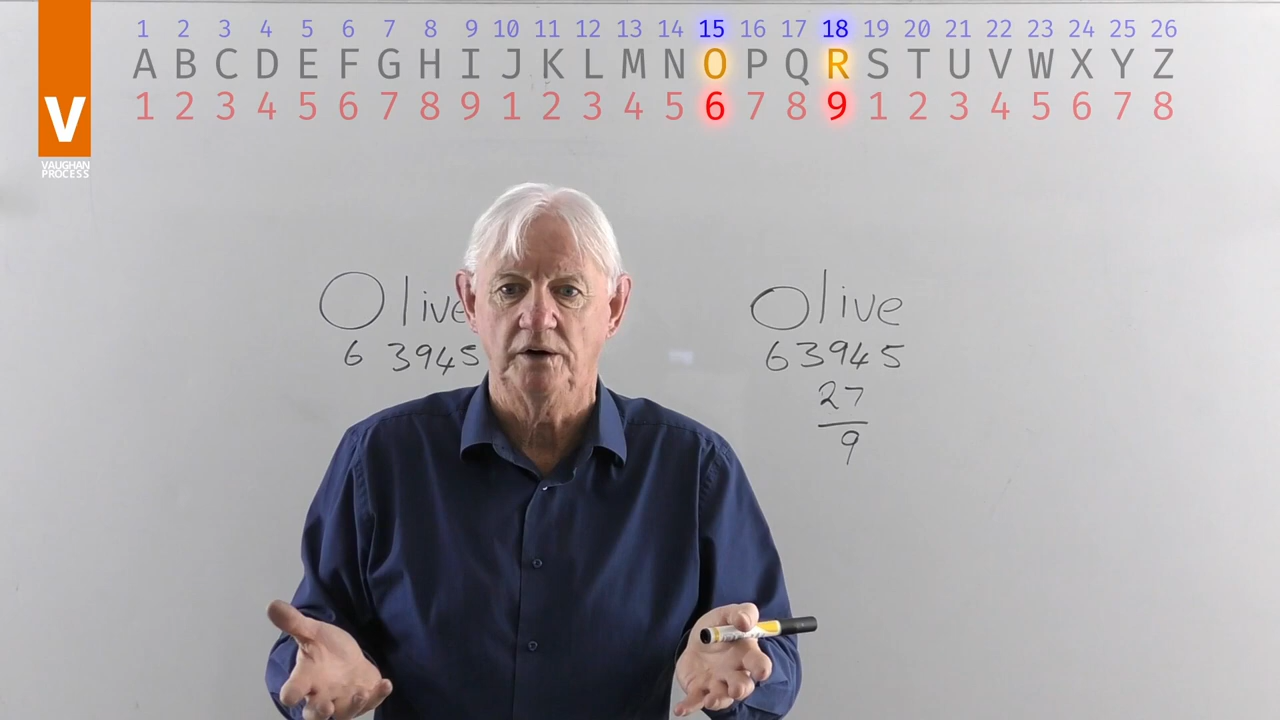 1 2 3 4 5 6 7 8 9 10 11 12 13 14 15 16 17 18 19 20 21 22 23 24 25 26
A B C D E F G H I J K L M N O P Q R S T U V W X Y Z
1 2 3 4 5 6 7 8 9 1 2 3 4 5 6 7 8 9 1 2 3 4 5 6 7 8
V
VAUGHAN
PROCESS
Olive
6 3945
Olive
63945
27
9